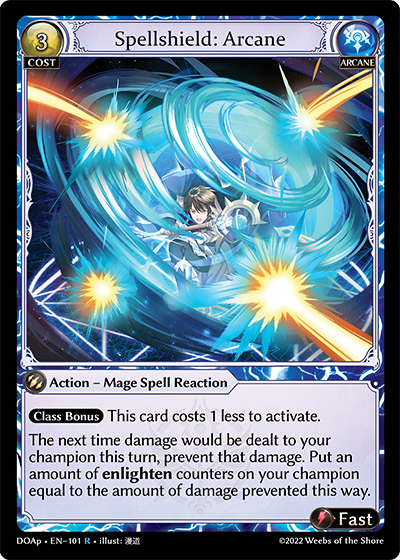 3
Spellshield: Arcane
COST
ARCANE
Action – Mage Spell Reaction
Class Bonus This card costs 1 less to activate.
The next time damage would be dealt to your
champion this turn, prevent that damage. Put an
amount of enlighten counters on your champion
equal to the amount of damage prevented this way.
Fast
DOAp • EN-101 R • illust: 漫道
©2022 Weebs of the Shore